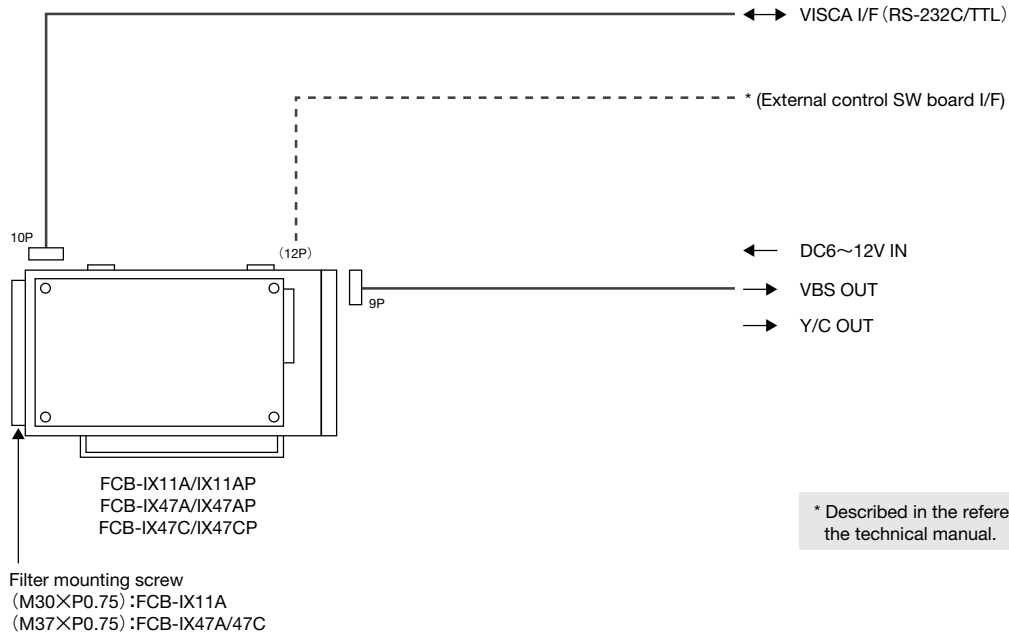 VISCA I/F（RS-232C/TTL）
* (External control SW board I/F)
10P
（12P）
DC6～12V IN
9P
VBS OUT
Y/C OUT
FCB-IX11A/IX11AP
FCB-IX47A/IX47AP
FCB-IX47C/IX47CP
* Described in the
the technical manual.
Filter mounting screw
（M30×P0.75）：FCB-IX11A
（M37×P0.75）：FCB-IX47A/47C